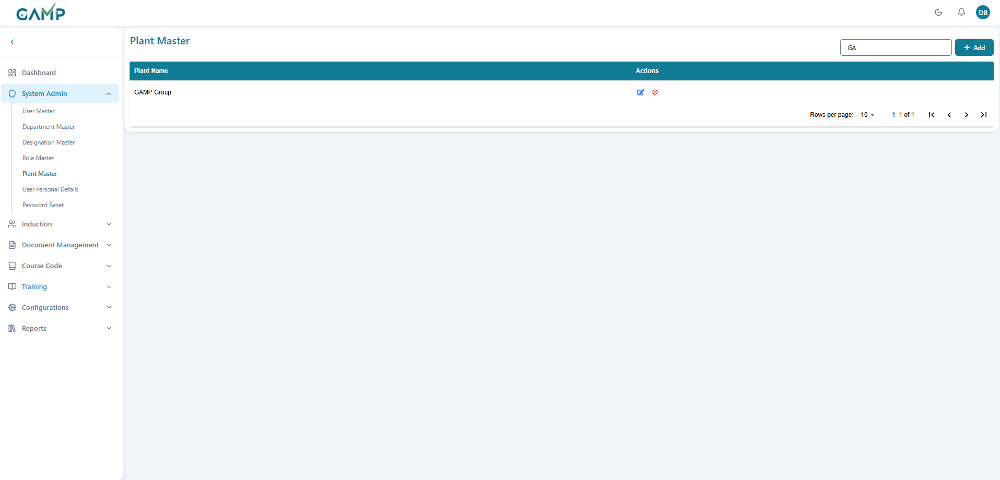 GAMP
DB
Plant Master
GA
+ Add
Plant Name Actions
GAMP Group
Rows per page: 10 1–1 of 1
Dashboard
System Admin
User Master
Department Master
Designation Master
Role Master
Plant Master
User Personal Details
Password Reset
Induction
Document Management
Course Code
Training
Configurations
Reports